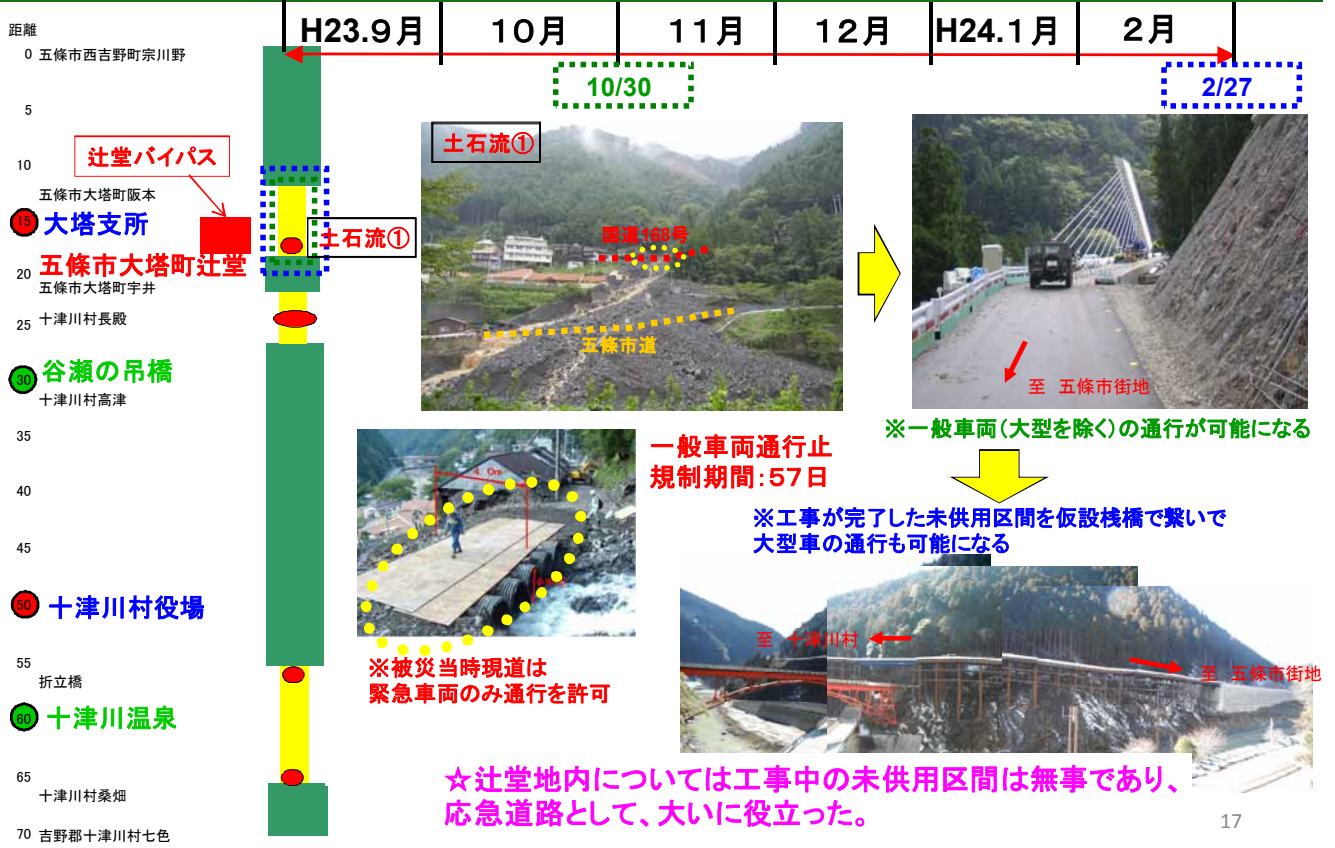 距離
H23.9月
10月
11月
12月
H24.1月
2月
0 五條市西吉野町宗川野
10/30
2/27
5
土石流①
辻堂バイパス
10
五條市大塔町阪本
15 大塔支所
土石流①
国道168号
五條市大塔町辻堂
20
五條市大塔町宇井
25 十津川村長殿
五條市道
谷瀬の吊橋
30
十津川村高津
至 五條市街地
※一般車両(大型を除く)の通行が可能になる
35
一般車両通行止
規制期間:57日
4.0m
40
※工事が完了した未供用区間を仮設桟橋で繋いで
大型車の通行も可能になる
45
50 十津川村役場
至 十津川村
至 五條市街地
55
折立橋
※被災当時現道は
緊急車両のみ通行を許可
60 十津川温泉
65
十津川村桑畑
☆辻堂地内については工事中の未供用区間は無事であり、
応急道路として、大いに役立った。
70 吉野郡十津川村七色
17